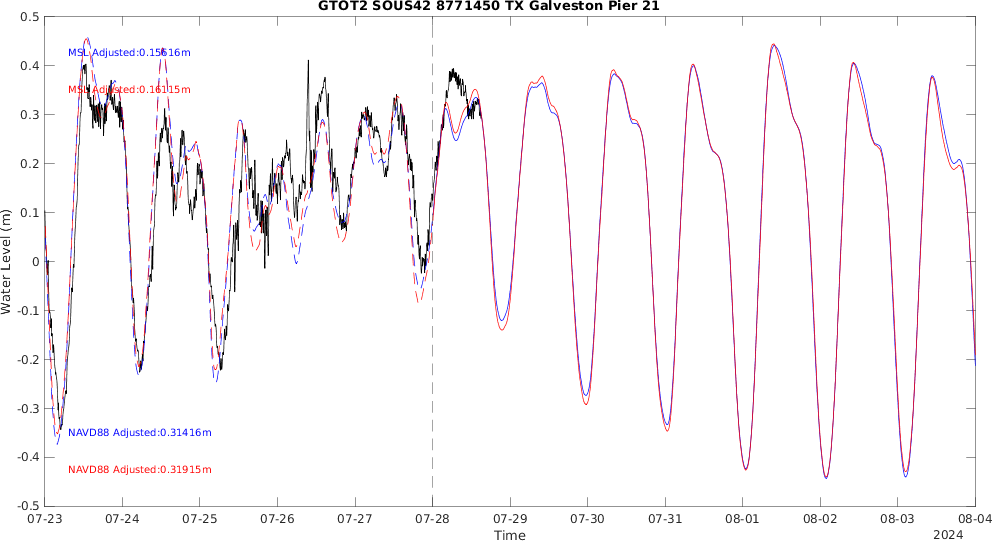 GTOT2 SOUS42 8771450 TX Galveston Pier 21
Water Level (m)
0.5
0.4
0.3
0.2
0.1
0
-0.1
-0.2
-0.3
-0.4
-0.5
MSL Adjusted:0.15616m
MSL Adjusted:0.16115m
NAVD88 Adjusted:0.31416m
NAVD88 Adjusted:0.31915m
07-23 07-24 07-25 07-26 07-27 07-28 07-29 07-30 07-31 08-01 08-02 08-03 08-04
Time
2024